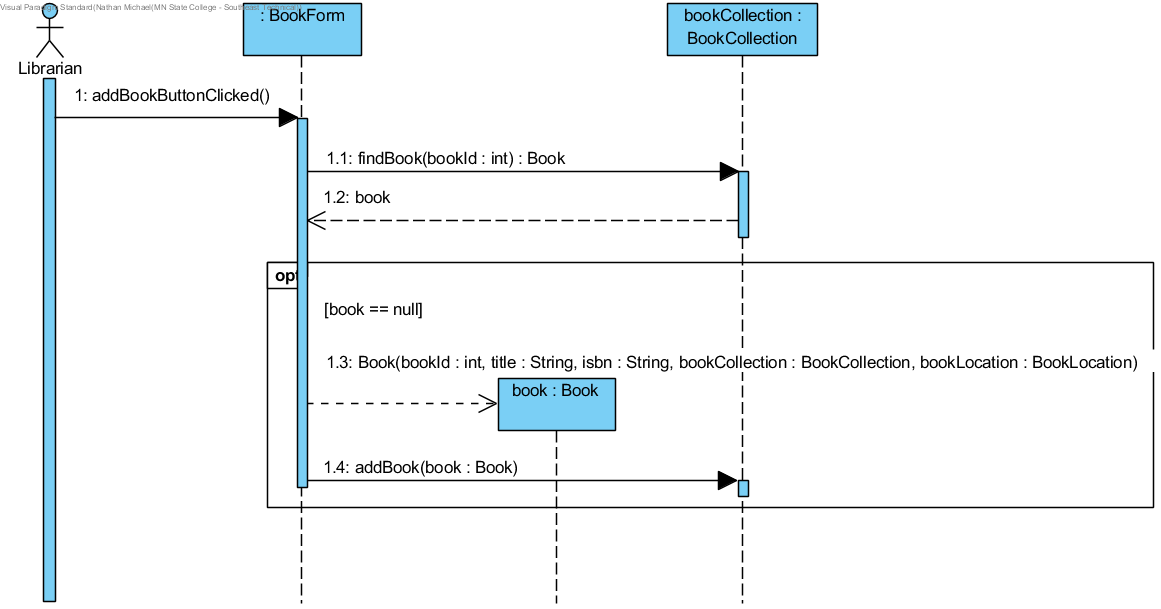 Visual Paradigm Standard(Nathan Michael(MN State College - Southeast Technical))
: BookForm
bookCollection :
BookCollection
Librarian
1: addBookButtonClicked()
1.1: findBook(bookId : int) : Book
1.2: book
opt
[book == null]
1.3: Book(bookId : int, title : String, isbn : String, bookCollection : BookCollection, bookLocation : BookLocation)
book : Book
1.4: addBook(book : Book)